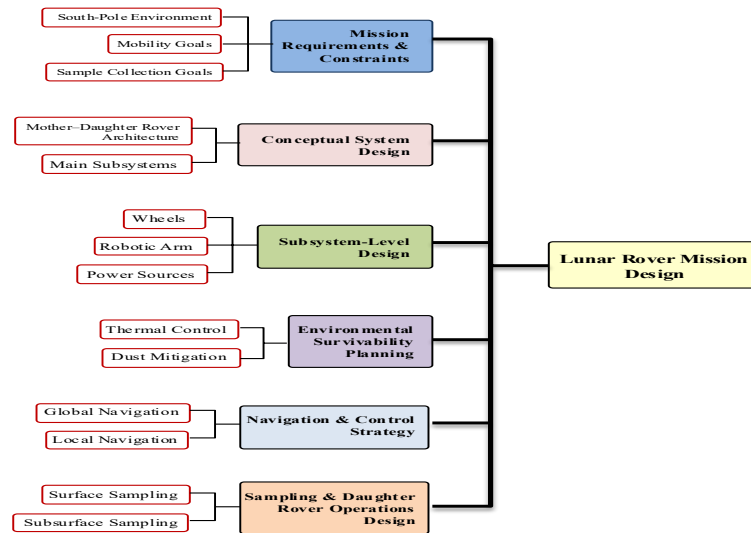 South-Pole Environment
Mobility Goals
Sample Collection Goals
Mission
Requirements &
Constraints
Mother–Daughter Rover
Architecture
Main Subsystems
Conceptual System
Design
Wheels
Robotic Arm
Power Sources
Subsystem-Level
Design
Lunar Rover Mission
Design
Thermal Control
Dust Mitigation
Environmental
Survivability
Planning
Global Navigation
Local Navigation
Navigation & Control
Strategy
Surface Sampling
Subsurface Sampling
Sampling & Daughter
Rover Operations
Design